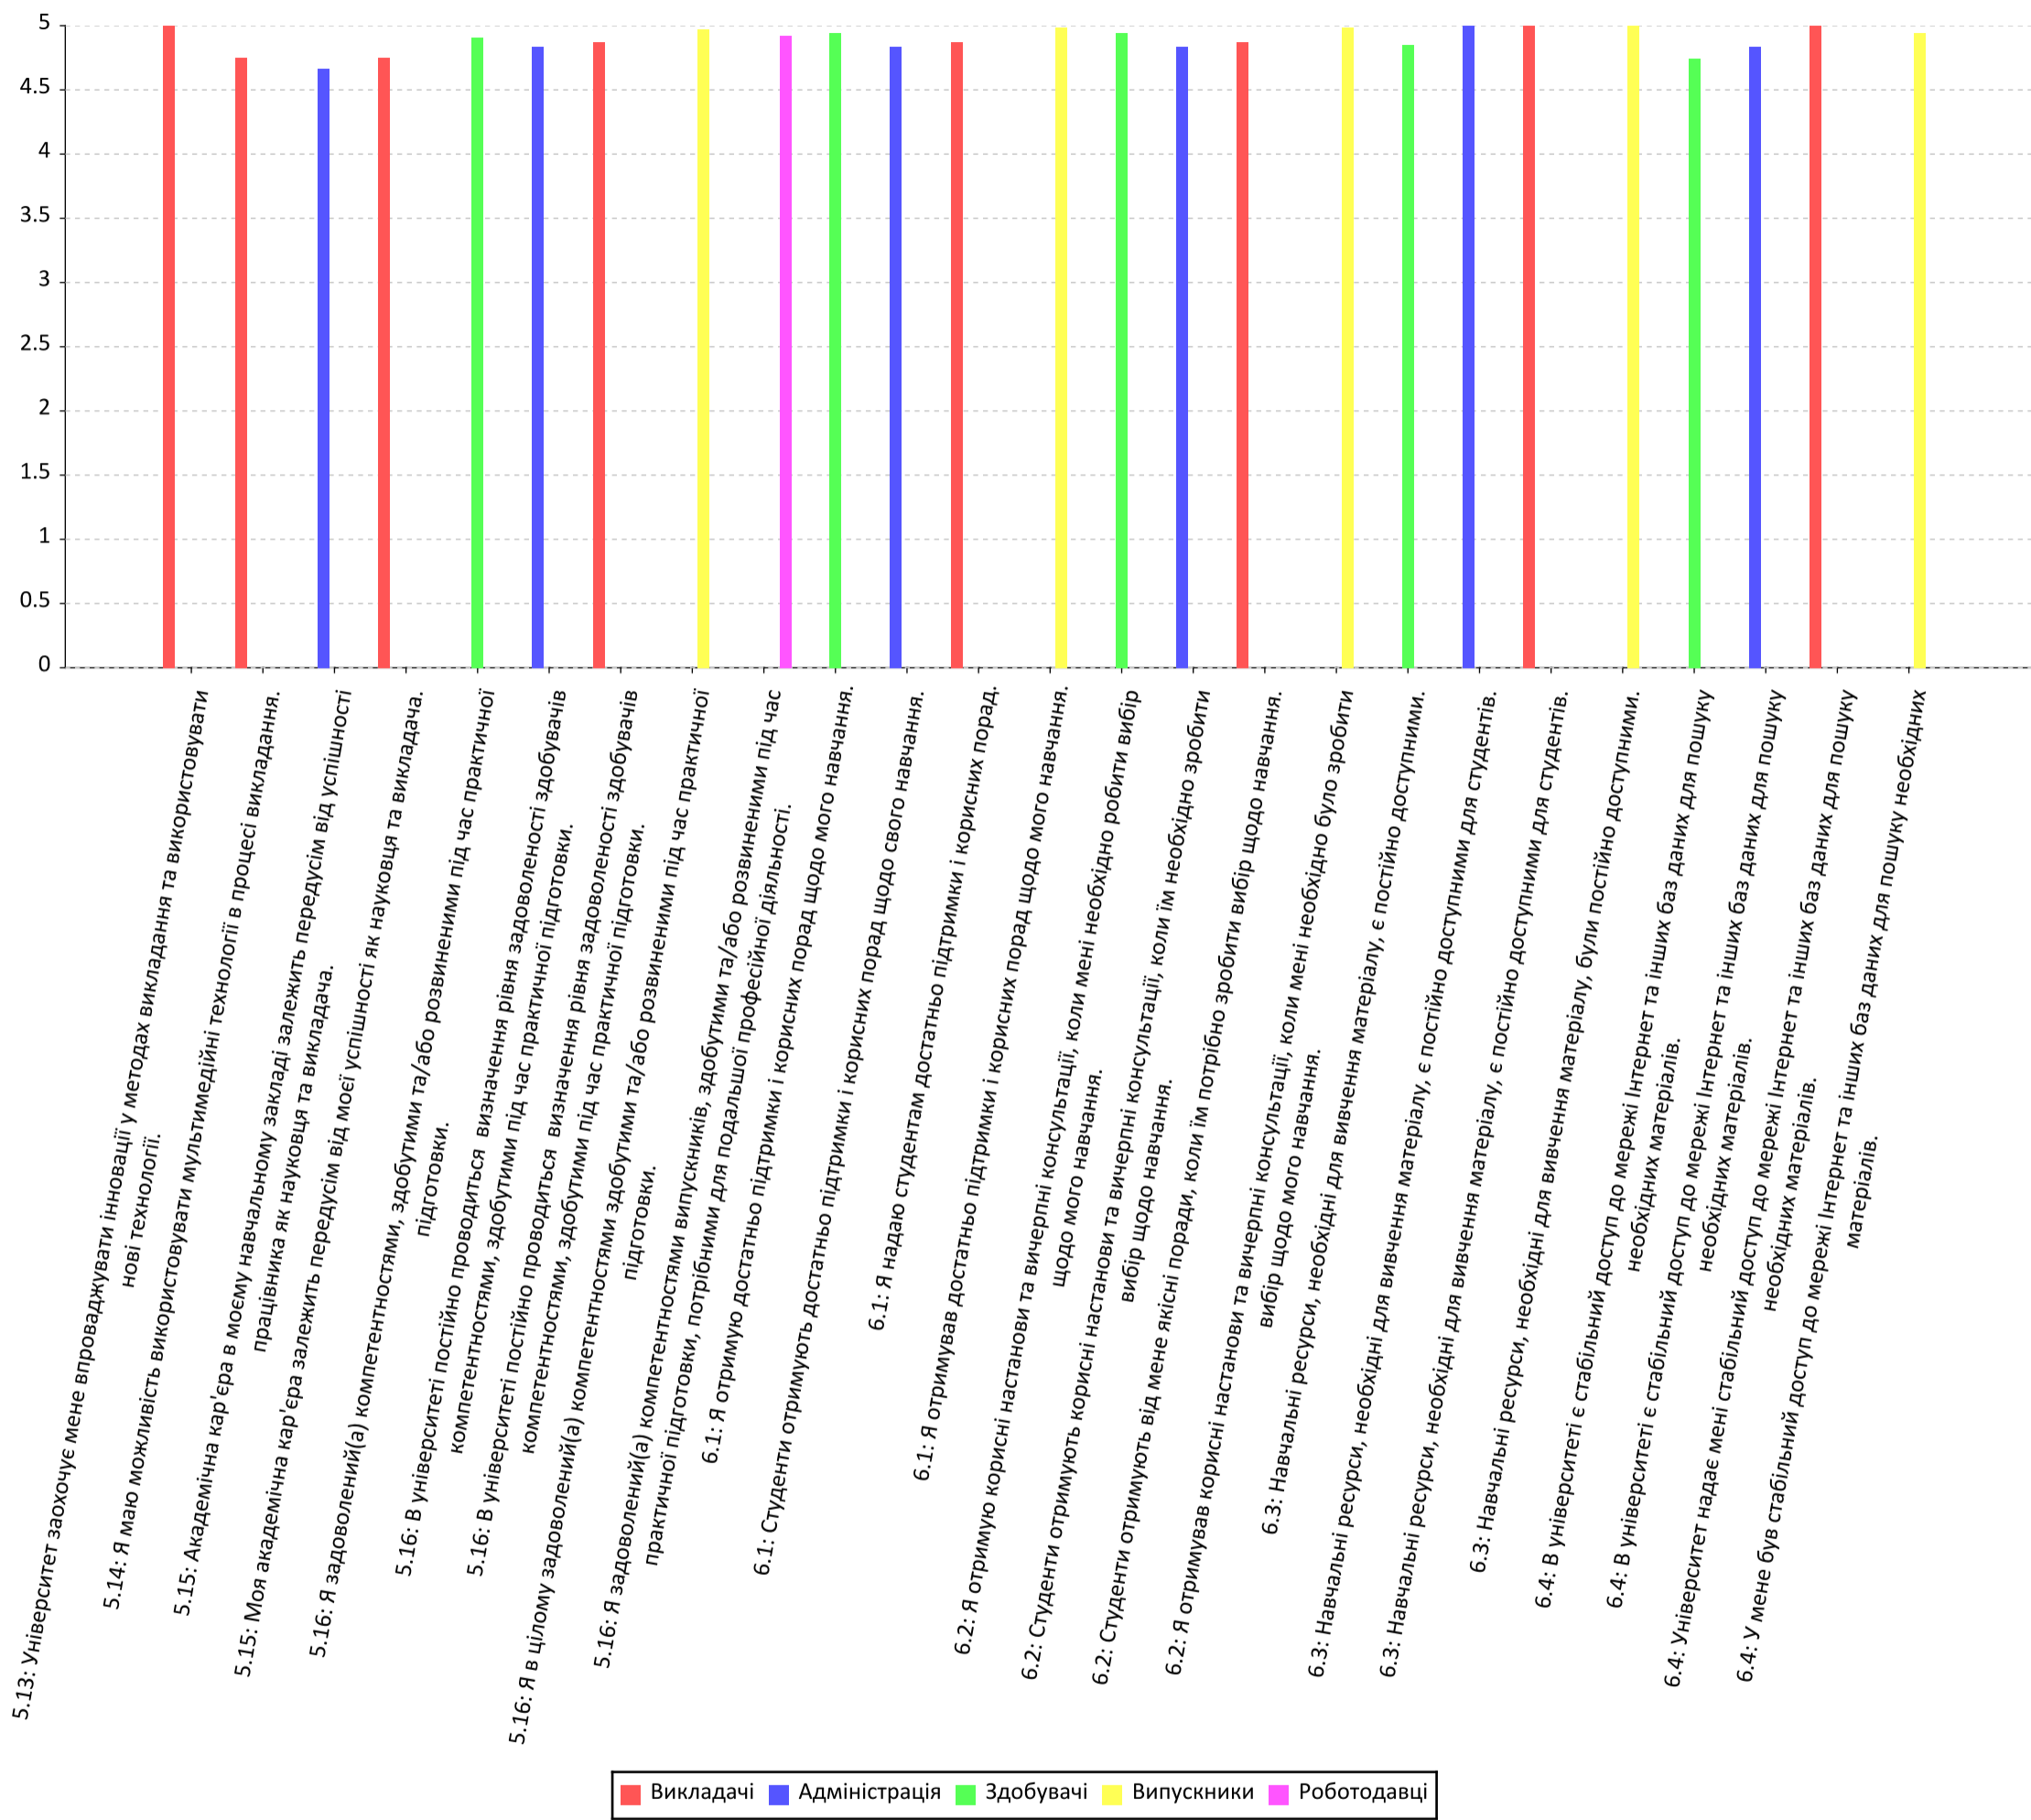 5
4.5
4
3.5
3
2.5
2
1.5
1
0.5
0
5.13: Університет заохочує мене впроваджувати інновації у методах викладання та використовувати
нові технології.
5.14: Я маю можливість використовувати мультимедійні технології в процесі викладання.
5.15: Академічна кар'єра в моєму навчальному закладі залежить передусім від успішності
працівника як науковця та викладача.
5.15: Моя академічна кар'єра залежить передусім від моєї успішності як науковця та викладача.
5.16: Я задоволений(а) компетентностями, здобутими та/або розвиненими під час практичної
підготовки.
5.16: В університеті постійно проводиться визначення рівня задоволеності здобувачів
компетентностями, здобутими під час практичної підготовки.
5.16: В університеті постійно проводиться визначення рівня задоволеності здобувачів
компетентностями, здобутими під час практичної підготовки.
5.16: Я в цілому задоволений(а) компетентностями здобутими та/або розвиненими під час практичної
підготовки.
5.16: Я задоволений(а) компетентностями випускників, здобутими та/або розвиненими під час
практичної підготовки, потрібними для подальшої професійної діяльності.
6.1: Я отримую достатньо підтримки і корисних порад щодо мого навчання.
6.1: Студенти отримують достатньо підтримки і корисних порад щодо свого навчання.
6.1: Я надаю студентам достатньо підтримки і корисних порад.
6.1: Я отримував достатньо підтримки і корисних порад щодо мого навчання.
6.2: Я отримую корисні настанови та вичерпні консультації, коли мені необхідно робити вибір
щодо мого навчання.
6.2: Студенти отримують корисні настанови та вичерпні консультації, коли їм необхідно зробити
вибір щодо навчання.
6.2: Студенти отримують від мене якісні поради, коли їм потрібно зробити вибір щодо навчання.
6.2: Я отримував корисні настанови та вичерпні консультації, коли мені необхідно було зробити
вибір щодо мого навчання.
6.3: Навчальні ресурси, необхідні для вивчення матеріалу, є постійно доступними.
6.3: Навчальні ресурси, необхідні для вивчення матеріалу, є постійно доступними для студентів.
6.3: Навчальні ресурси, необхідні для вивчення матеріалу, є постійно доступними для студентів.
6.3: Навчальні ресурси, необхідні для вивчення матеріалу, були постійно доступними.
6.4: В університеті є стабільний доступ до мережі Інтернет та інших баз даних для пошуку
необхідних матеріалів.
6.4: В університеті є стабільний доступ до мережі Інтернет та інших баз даних для пошуку
необхідних матеріалів.
6.4: Університет надає мені стабільний доступ до мережі Інтернет та інших баз даних для пошуку
необхідних матеріалів.
6.4: У мене був стабільний доступ до мережі Інтернет та інших баз даних для пошуку необхідних
матеріалів.
Викладачі Адміністрація Здобувачі Випускники Роботодавці